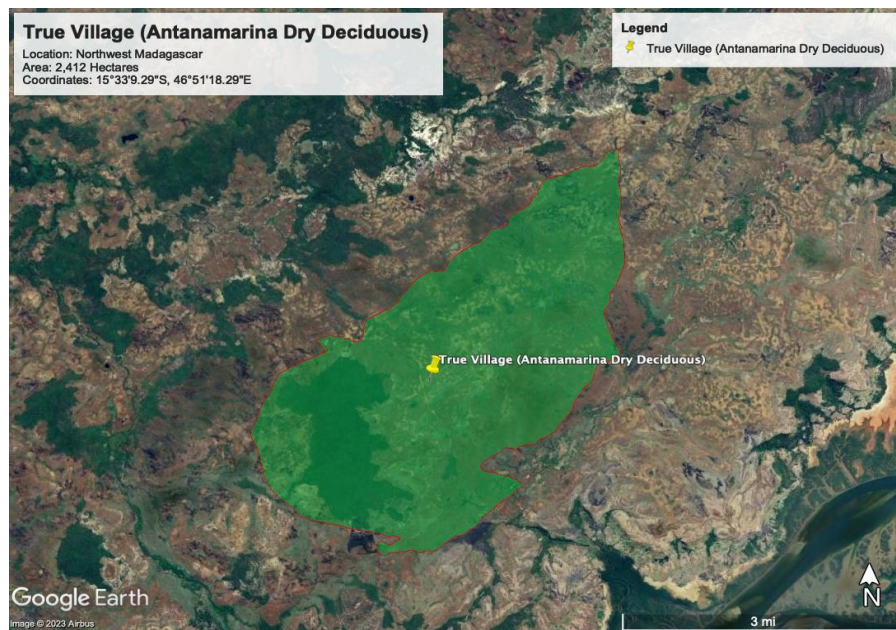 True Village (Antanamarina Dry Deciduous)
Location: Northwest Madagascar
Area: 2,412 Hectares
Coordinates: 15°33'9.29"S, 46°51'18.29"E
Legend
True Village (Antanamarina Dry Deciduous)
True Village (Antanamarina Dry Deciduous)
Google Earth
Image © 2023 Airbus
N
3 mi